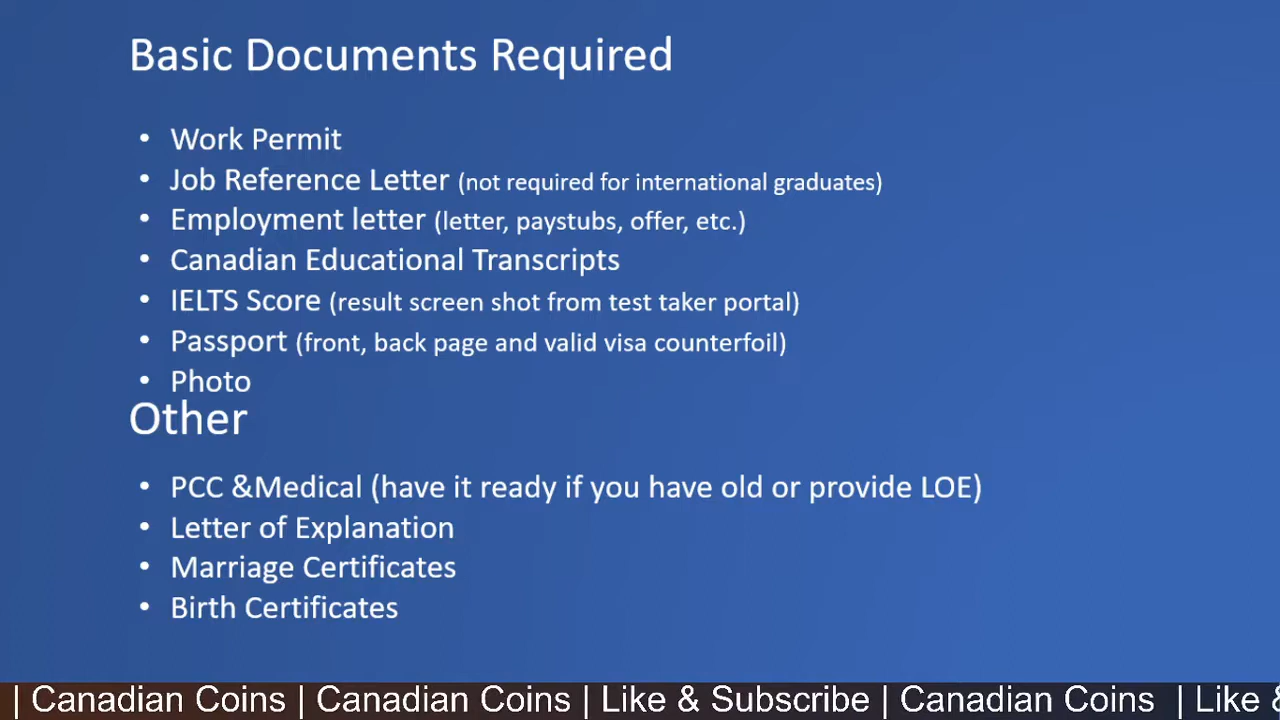 Basic Documents Required
• Work Permit
• Job Reference Letter (not required for international graduates)
• Employment letter (letter, paystubs, offer, etc.)
• Canadian Educational Transcripts
• IELTS Score (result screen shot from test taker portal)
• Passport (front, back page and valid visa counterfoil)
• Photo
Other
• PCC &Medical (have it ready if you have old or provide LOE)
• Letter of Explanation
• Marriage Certificates
• Birth Certificates
| Canadian Coins | Canadian Coins | Like & Subscribe | Canadian Coins | Like &